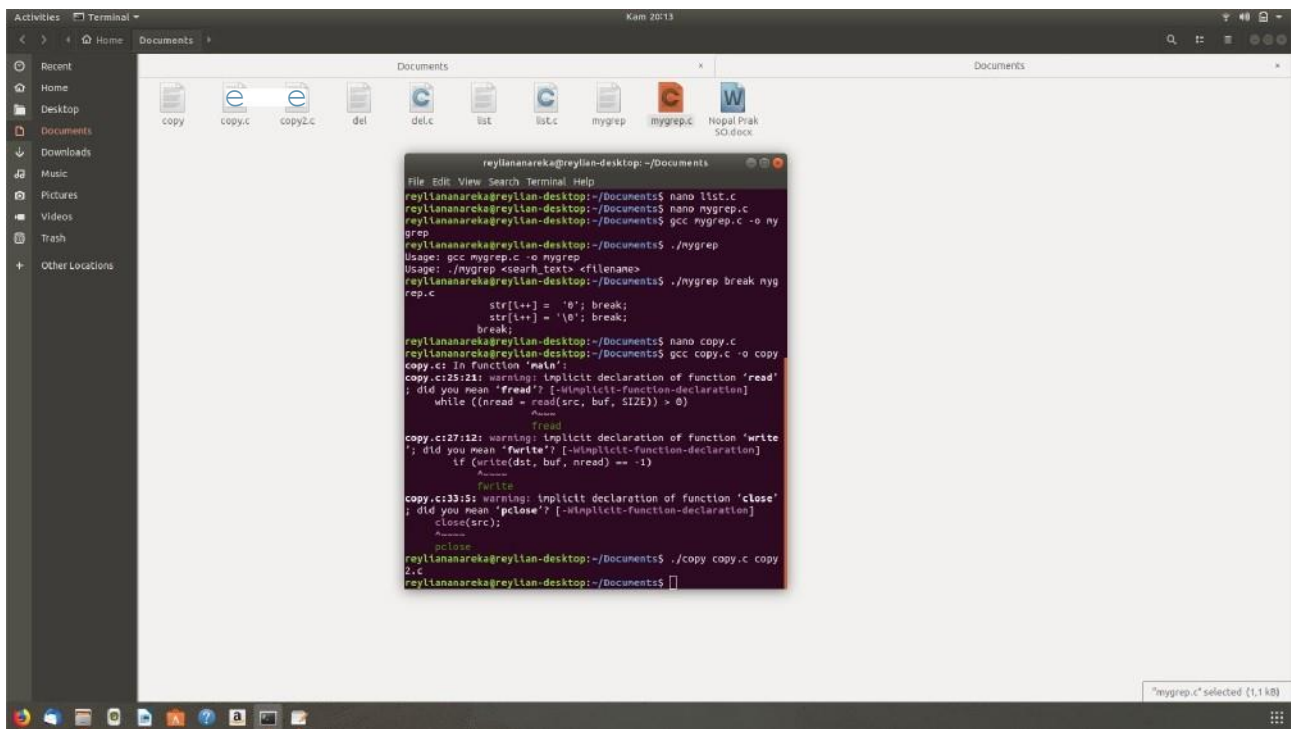 Activities Terminal Kam 20:13
Home Documents
Recent
Home
Desktop
Documents
Downloads
Music
Pictures
Videos
Trash
+ Other Locations
Documents × Documents ×
copy copy.c copy2.c del del.c list list.c mygrep mygrep.c Nopal Prak SO.docx
reyliananareka@reylian-desktop: ~/Documents
File Edit View Search Terminal Help
reyliananareka@reylian-desktop:~/Documents$ nano list.c
reyliananareka@reylian-desktop:~/Documents$ nano mygrep.c
reyliananareka@reylian-desktop:~/Documents$ gcc mygrep.c -o my
grep
reyliananareka@reylian-desktop:~/Documents$ ./mygrep
Usage: gcc mygrep.c -o mygrep
Usage: ./mygrep <searh_text> <filename>
reyliananareka@reylian-desktop:~/Documents$ ./mygrep break myg
rep.c
str[i++] = '0'; break;
str[i++] = '\0'; break;
break;
reyliananareka@reylian-desktop:~/Documents$ nano copy.c
reyliananareka@reylian-desktop:~/Documents$ gcc copy.c -o copy
copy.c: In function ‘main’:
copy.c:25:21: warning: implicit declaration of function ‘read’
; did you mean ‘fread’? [-Wimplicit-function-declaration]
while ((nread = read(src, buf, SIZE)) > 0)
^~~~
fread
copy.c:27:12: warning: implicit declaration of function ‘write
’; did you mean ‘fwrite’? [-Wimplicit-function-declaration]
if (write(dst, buf, nread) == -1)
^~~~~
fwrite
copy.c:33:5: warning: implicit declaration of function ‘close’
; did you mean ‘pclose’? [-Wimplicit-function-declaration]
close(src);
^~~~~
pclose
reyliananareka@reylian-desktop:~/Documents$ ./copy copy.c copy
2.c
reyliananareka@reylian-desktop:~/Documents$
"mygrep.c" selected (1,1 kB)